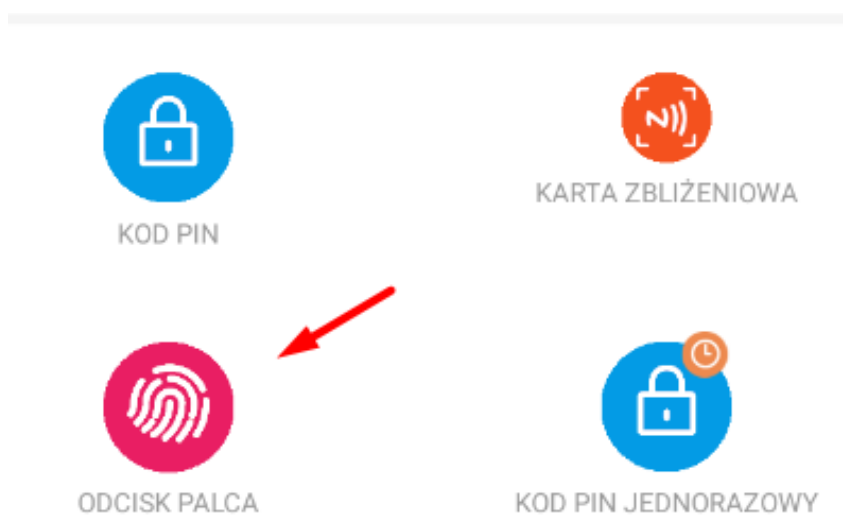 KOD PIN
KARTA ZBLIŻENIOWA
ODCISK PALCA
KOD PIN JEDNORAZOWY